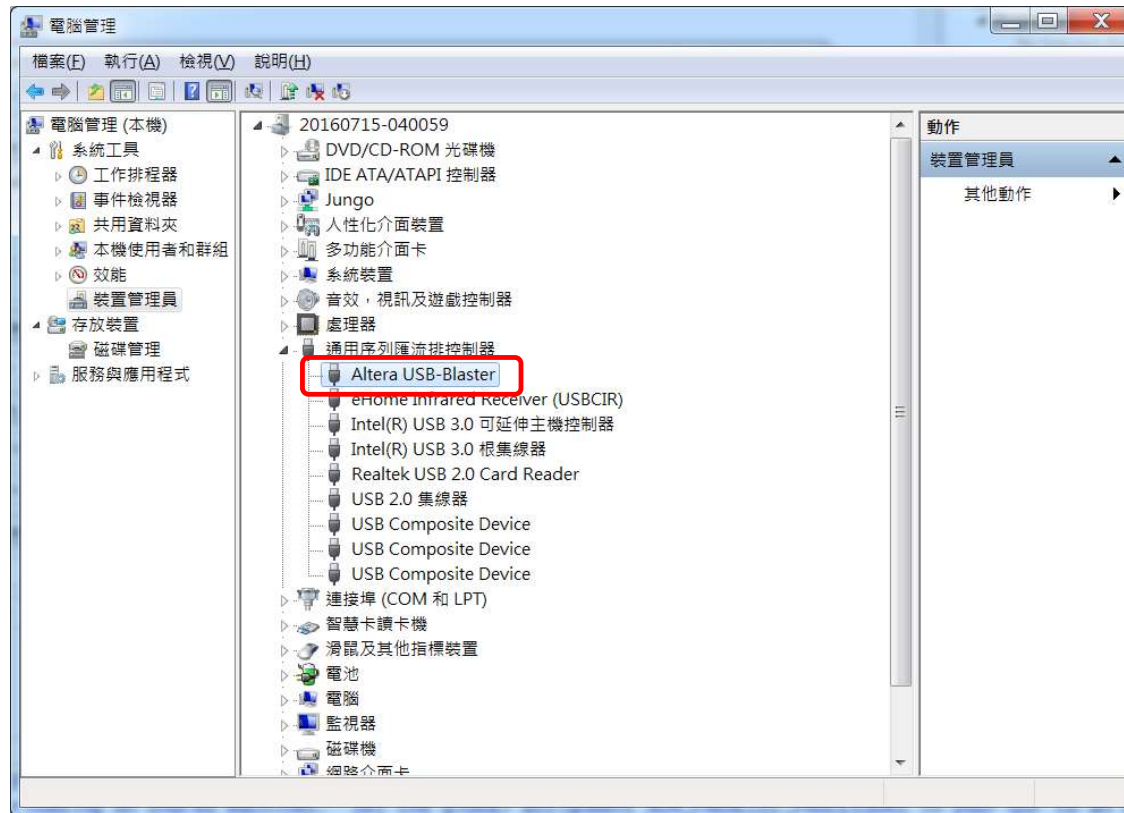 電腦管理
檔案(F) 執行(A) 檢視(V) 說明(H)
電腦管理 (本機)
系統工具
工作排程器
事件檢視器
共用資料夾
本機使用者和群組
效能
裝置管理員
存放裝置
磁碟管理
服務與應用程式
20160715-040059
DVD/CD-ROM 光碟機
IDE ATA/ATAPI 控制器
Jungo
人性化介面裝置
多功能介面卡
系統裝置
音效，視訊及遊戲控制器
處理器
通用序列匯流排控制器
Altera USB-Blaster
eHome Infrared Receiver (USBCIR)
Intel(R) USB 3.0 可延伸主機控制器
Intel(R) USB 3.0 根集線器
Realtek USB 2.0 Card Reader
USB 2.0 集線器
USB Composite Device
USB Composite Device
USB Composite Device
連接埠 (COM 和 LPT)
智慧卡讀卡機
滑鼠及其他指標裝置
電池
電腦
監視器
磁碟機
網路介面卡
動作
裝置管理員
其他動作